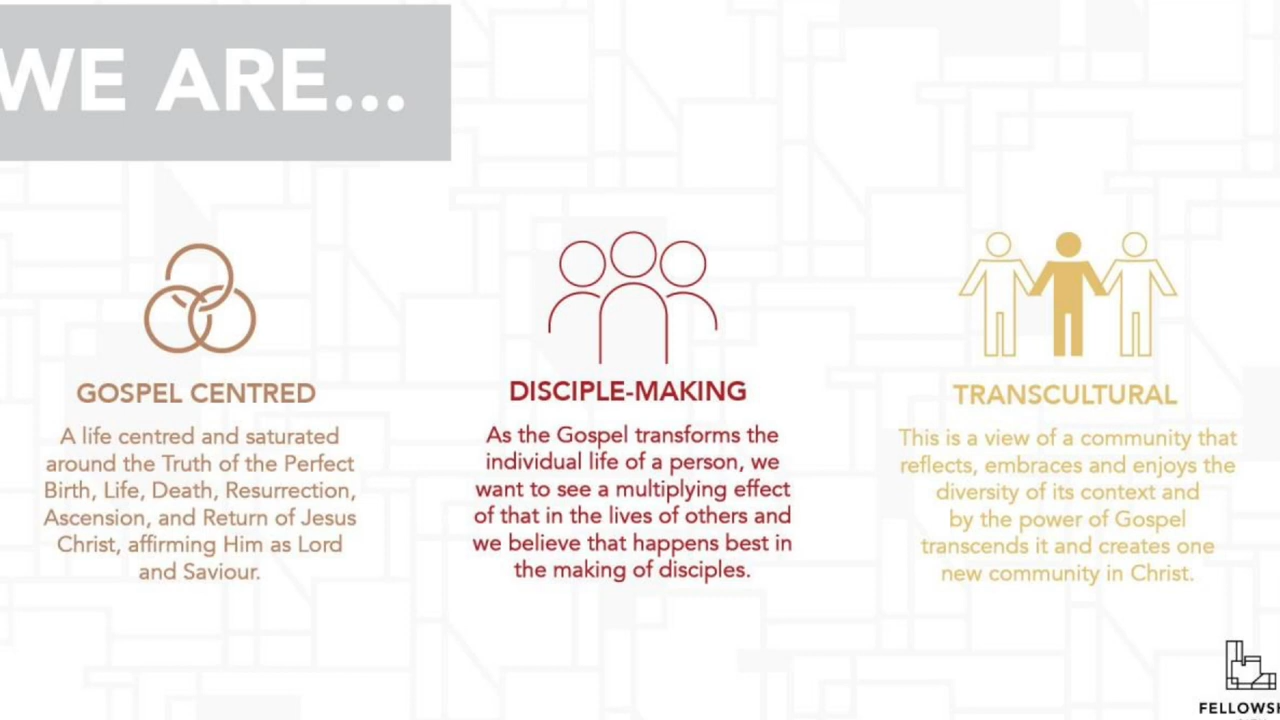 WE ARE...
GOSPEL CENTRED
A life centred and saturated
around the Truth of the Perfect
Birth, Life, Death, Resurrection,
Ascension, and Return of Jesus
Christ, affirming Him as Lord
and Saviour.
DISCIPLE-MAKING
As the Gospel transforms the
individual life of a person, we
want to see a multiplying effect
of that in the lives of others and
we believe that happens best in
the making of disciples.
TRANSCULTURAL
This is a view of a community that
reflects, embraces and enjoys the
diversity of its context and
by the power of Gospel
transcends it and creates one
new community in Christ.
FELLOWSH